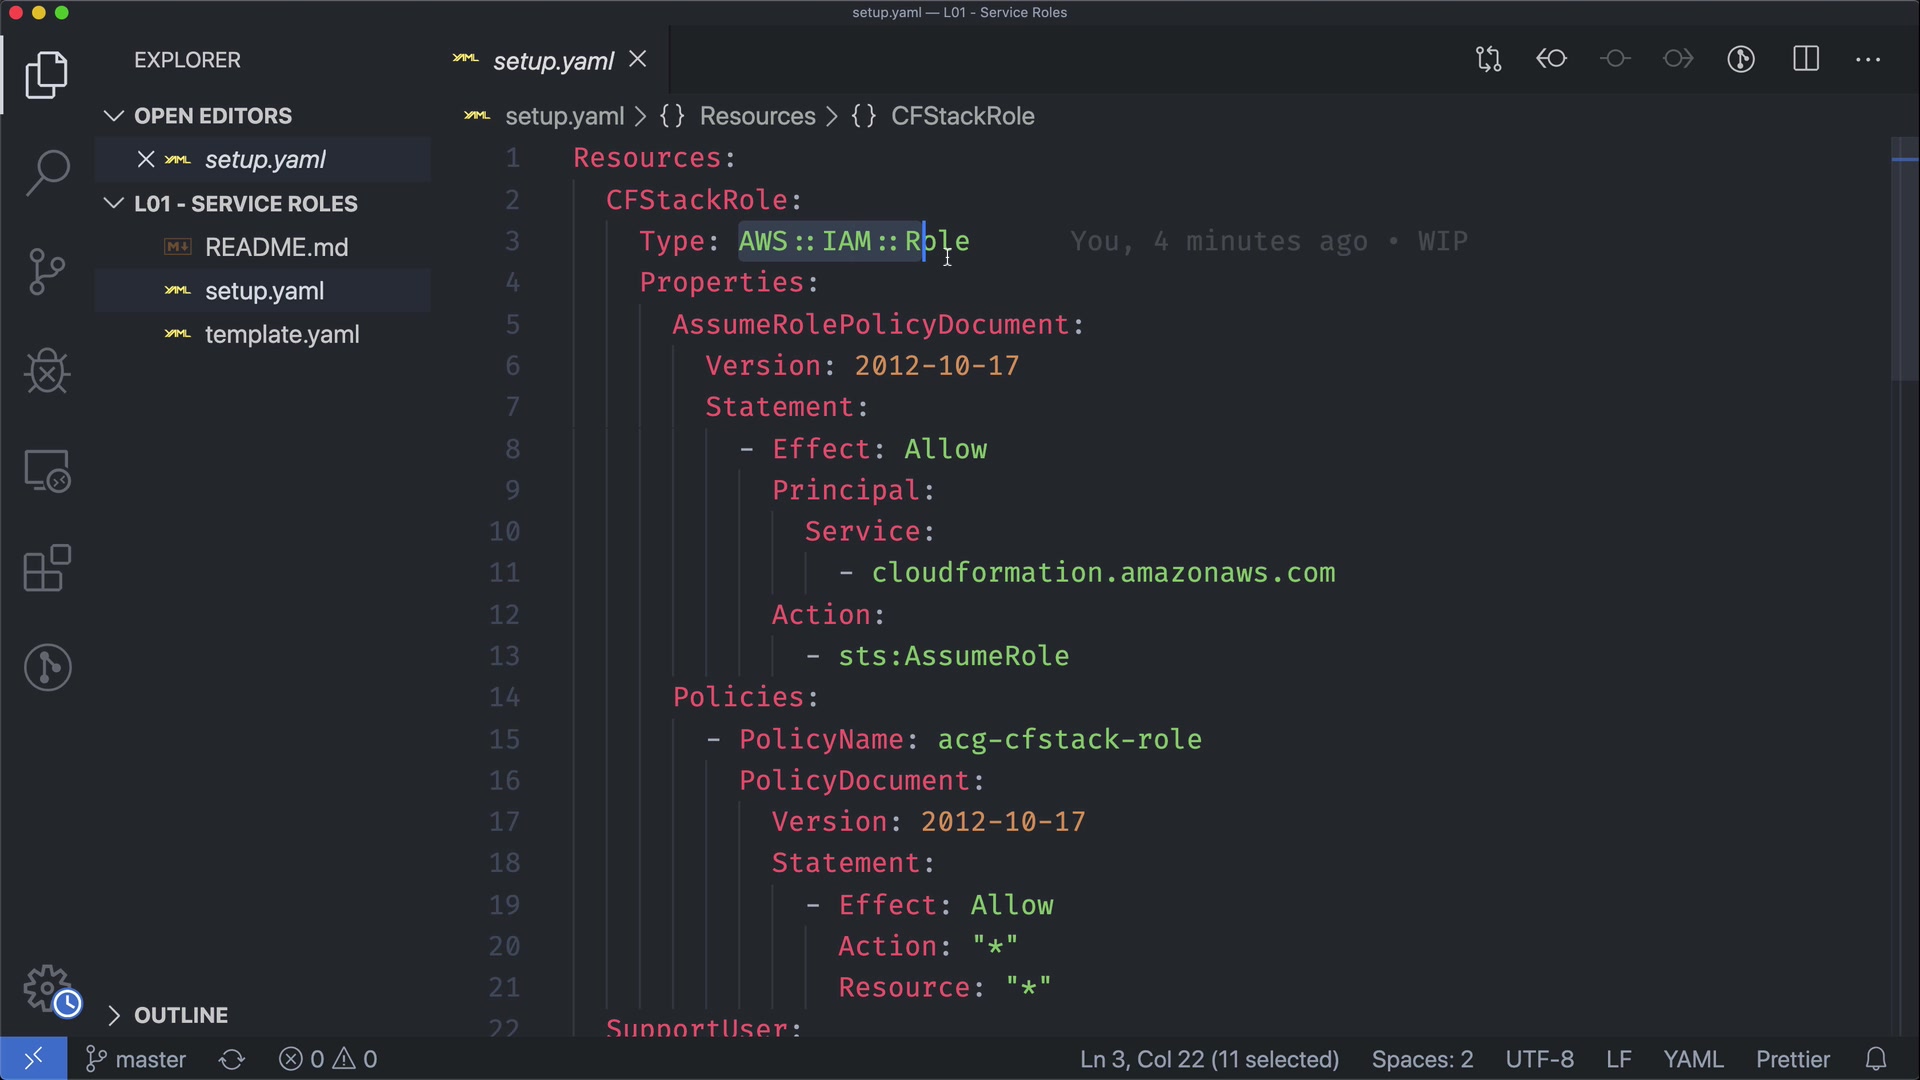 setup.yaml — L01 - Service Roles
EXPLORER
OPEN EDITORS
YAML setup.yaml
L01 - SERVICE ROLES
M↓ README.md
YAML setup.yaml
YAML template.yaml
OUTLINE
YAML setup.yaml
YAML setup.yaml > {} Resources > {} CFStackRole
1 Resources:
2 CFStackRole:
3 Type: AWS::IAM::Role You, 4 minutes ago • WIP
4 Properties:
5 AssumeRolePolicyDocument:
6 Version: 2012-10-17
7 Statement:
8 - Effect: Allow
9 Principal:
10 Service:
11 - cloudformation.amazonaws.com
12 Action:
13 - sts:AssumeRole
14 Policies:
15 - PolicyName: acg-cfstack-role
16 PolicyDocument:
17 Version: 2012-10-17
18 Statement:
19 - Effect: Allow
20 Action: "*"
21 Resource: "*"
22 SupportUser:
master 0 0 Ln 3, Col 22 (11 selected) Spaces: 2 UTF-8 LF YAML Prettier